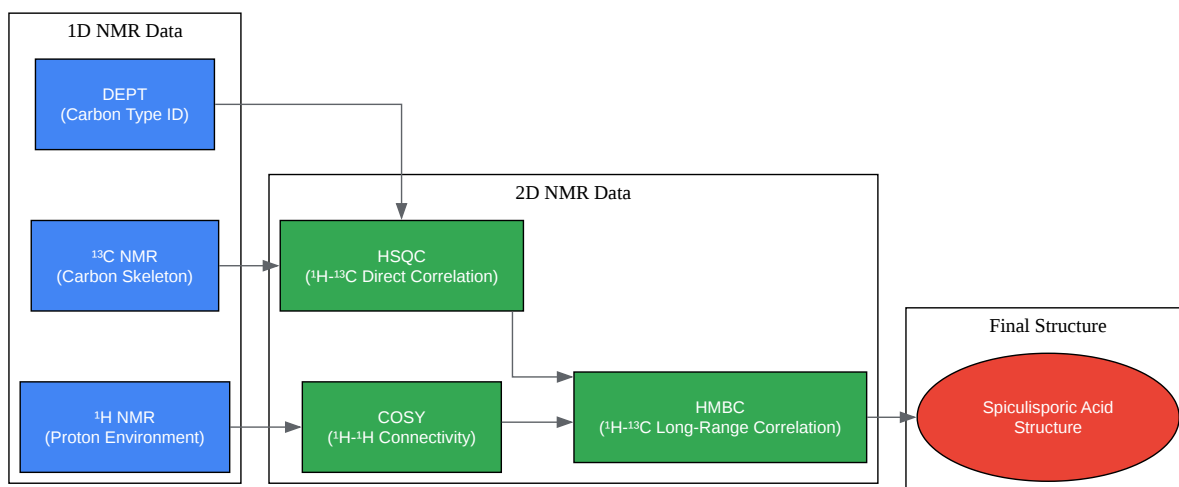 1D NMR Data
DEPT
(Carbon Type ID)
¹³C NMR
(Carbon Skeleton)
¹H NMR
(Proton Environment)
2D NMR Data
HSQC
(¹H-¹³C Direct Correlation)
COSY
(¹H-¹H Connectivity)
HMBC
(¹H-¹³C Long-Range Correlation)
Final Structure
Spiculisporic Acid
Structure